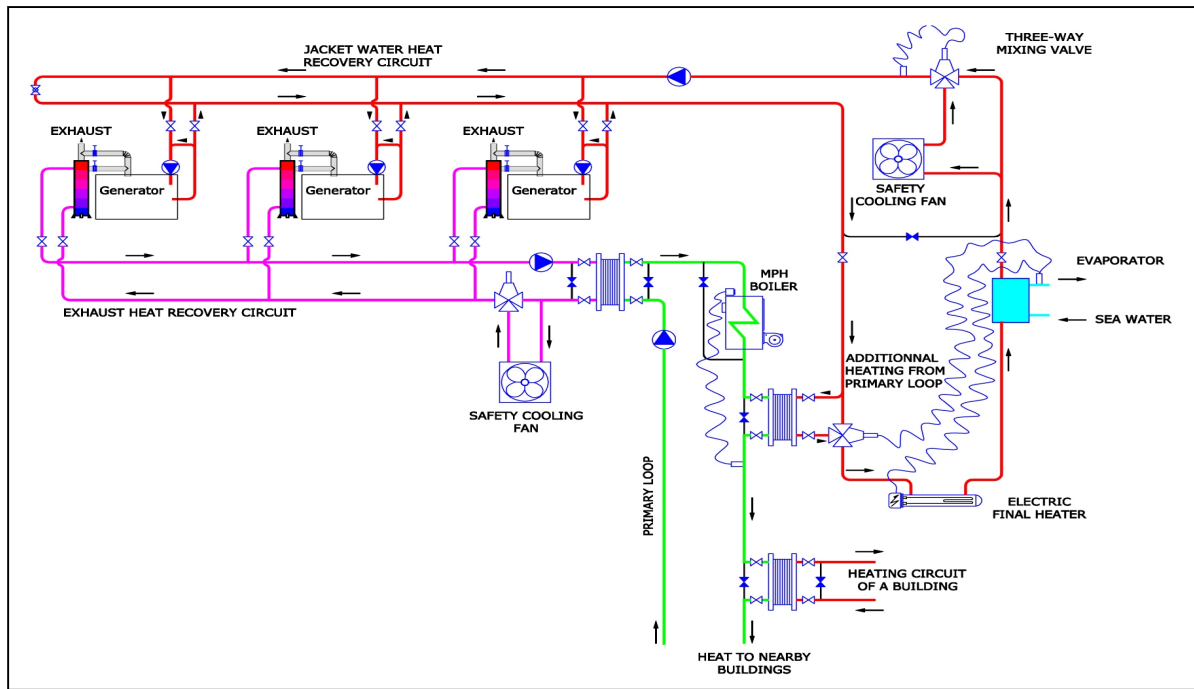 THREE-WAY
MIXING VALVE
JACKET WATER HEAT
RECOVERY CIRCUIT
EXHAUST
EXHAUST
EXHAUST
Generator
Generator
Generator
SAFETY
COOLING FAN
EVAPORATOR
SEA WATER
MPH
BOILER
EXHAUST HEAT RECOVERY CIRCUIT
ADDITIONNAL
HEATING FROM
PRIMARY LOOP
SAFETY COOLING
FAN
PRIMARY LOOP
ELECTRIC
FINAL HEATER
HEATING CIRCUIT
OF A BUILDING
HEAT TO NEARBY
BUILDINGS